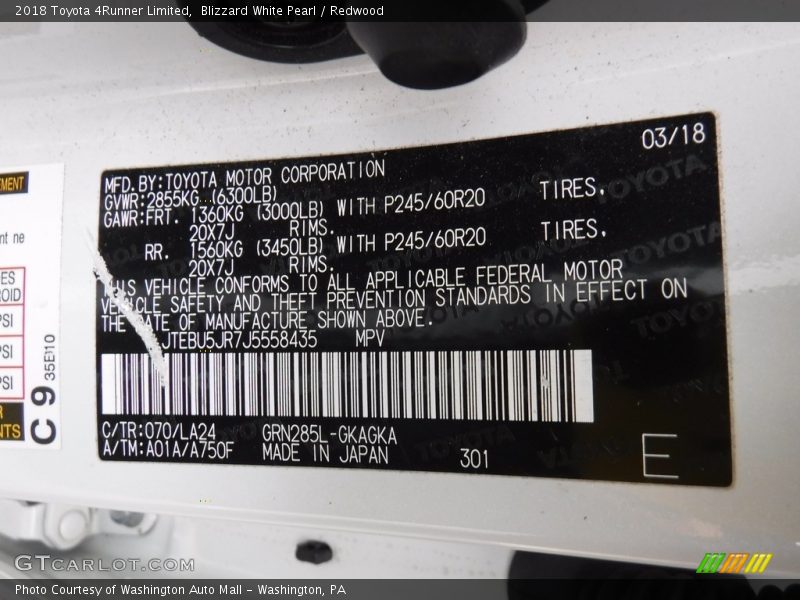 2018 Toyota 4Runner Limited, Blizzard White Pearl / Redwood
03/18
MFD.BY:TOYOTA MOTOR CORPORATION
GVWR:2855KG (6300LB)
GAWR:FRT. 1360KG (3000LB) WITH P245/60R20 TIRES,
20X7J RIMS.
RR. 1560KG (3450LB) WITH P245/60R20 TIRES,
20X7J RIMS.
THIS VEHICLE CONFORMS TO ALL APPLICABLE FEDERAL MOTOR
VEHICLE SAFETY AND THEFT PREVENTION STANDARDS IN EFFECT ON
THE DATE OF MANUFACTURE SHOWN ABOVE.
JTEBU5JR7J5558435 MPV
C/TR:070/LA24 GRN285L-GKAGKA
A/TM:A01A/A750F MADE IN JAPAN 301
E
PSI
PSI
PSI
C 9 35E10
GTCARLOT.COM
Photo Courtesy of Washington Auto Mall - Washington, PA